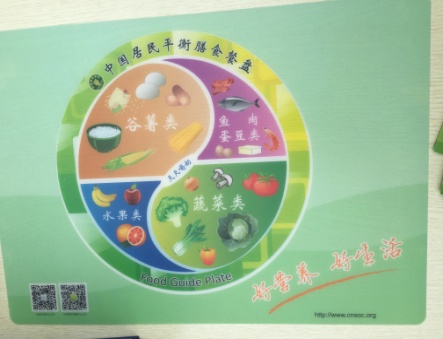 中国居民平衡膳食餐盘
谷薯类
鱼 肉
蛋豆类
天天喝奶
水果类
蔬菜类
Food Guide Plate
好营养 好生活
http://www.cnsoc.org